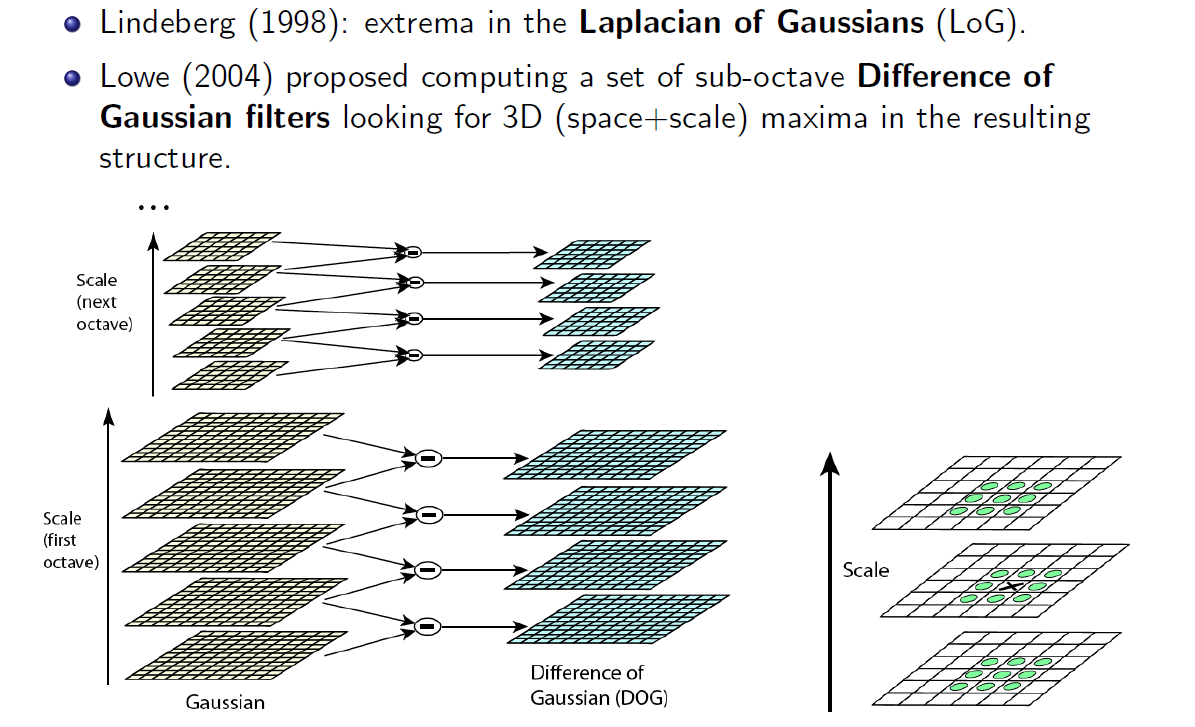 Lindeberg (1998): extrema in the Laplacian of Gaussians (LoG).
Lowe (2004) proposed computing a set of sub-octave Difference of
Gaussian filters looking for 3D (space+scale) maxima in the resulting
structure.
...
Scale
(next
octave)
Scale
(first
octave)
Scale
Gaussian
Difference of
Gaussian (DOG)